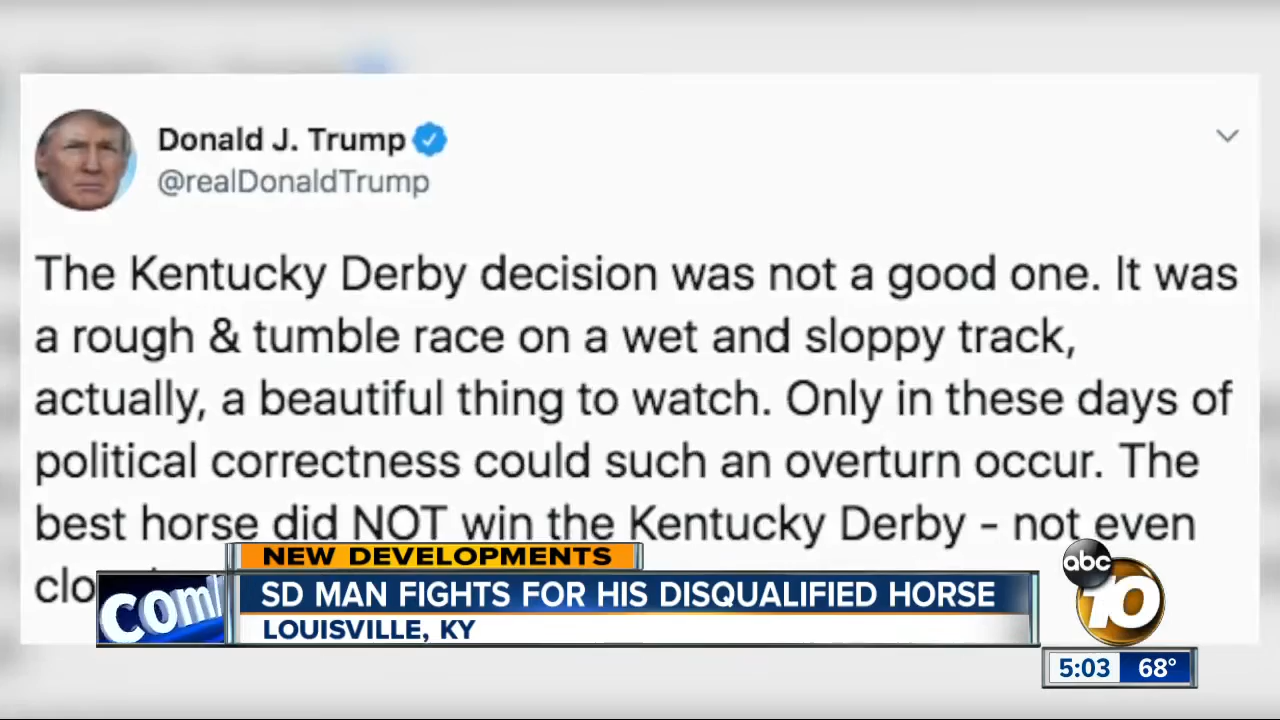 Donald J. Trump
@realDonaldTrump
The Kentucky Derby decision was not a good one. It was
a rough & tumble race on a wet and sloppy track,
actually, a beautiful thing to watch. Only in these days of
political correctness could such an overturn occur. The
best horse did NOT win the Kentucky Derby - not even
NEW DEVELOPMENTS
SD MAN FIGHTS FOR HIS DISQUALIFIED HORSE
LOUISVILLE, KY
abc
10
5:03 68°